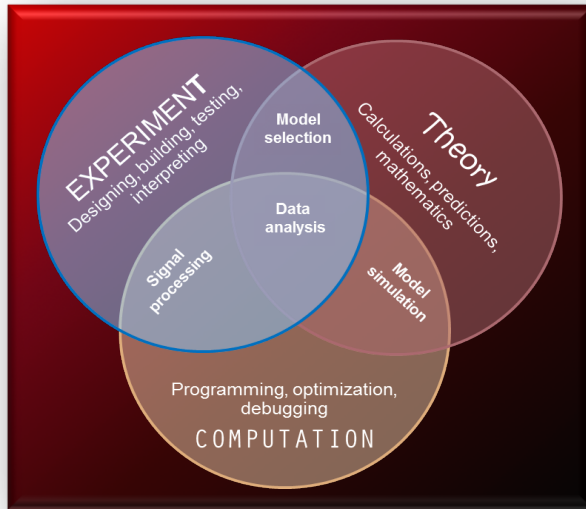 EXPERIMENT
Designing, building, testing,
interpreting
Model
selection
Theory
Calculations, predictions,
mathematics
Data
analysis
Signal
processing
Model
simulation
Programming, optimization,
debugging
COMPUTATION